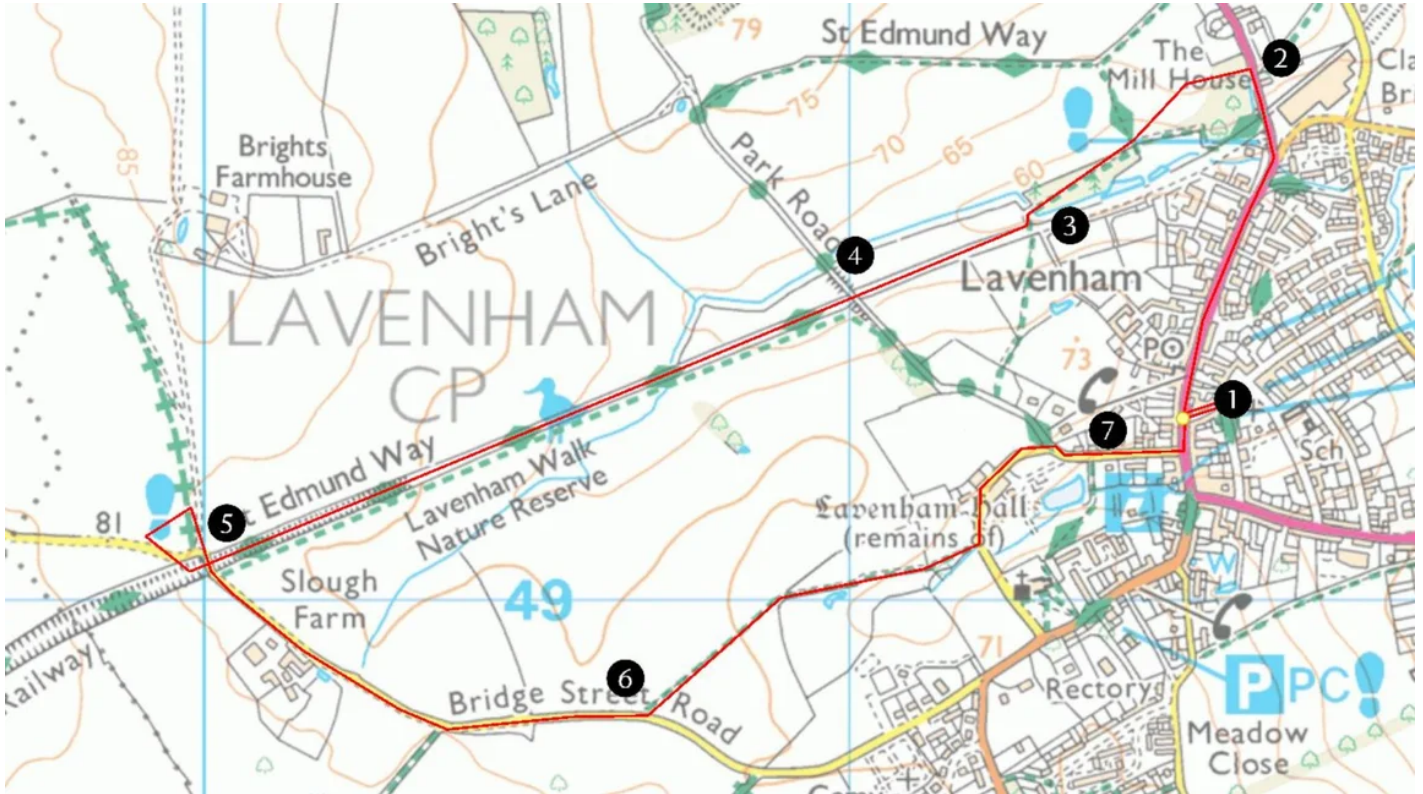 79
St Edmund Way
The
Mill House
2
Cla
Bri
75
85
Brights
Farmhouse
Park Road
70
65
60
Bright's Lane
3
4
Lavenham
LAVENHAM
CP
73
PO
1
7
Sch
St Edmund Way
Lavenham Walk
Nature Reserve
Lavenham Hall
(remains of)
81
5
Slough
Farm
49
W
6
71
Railway
Bridge Street Road
Rectory
P PC
Meadow
Close